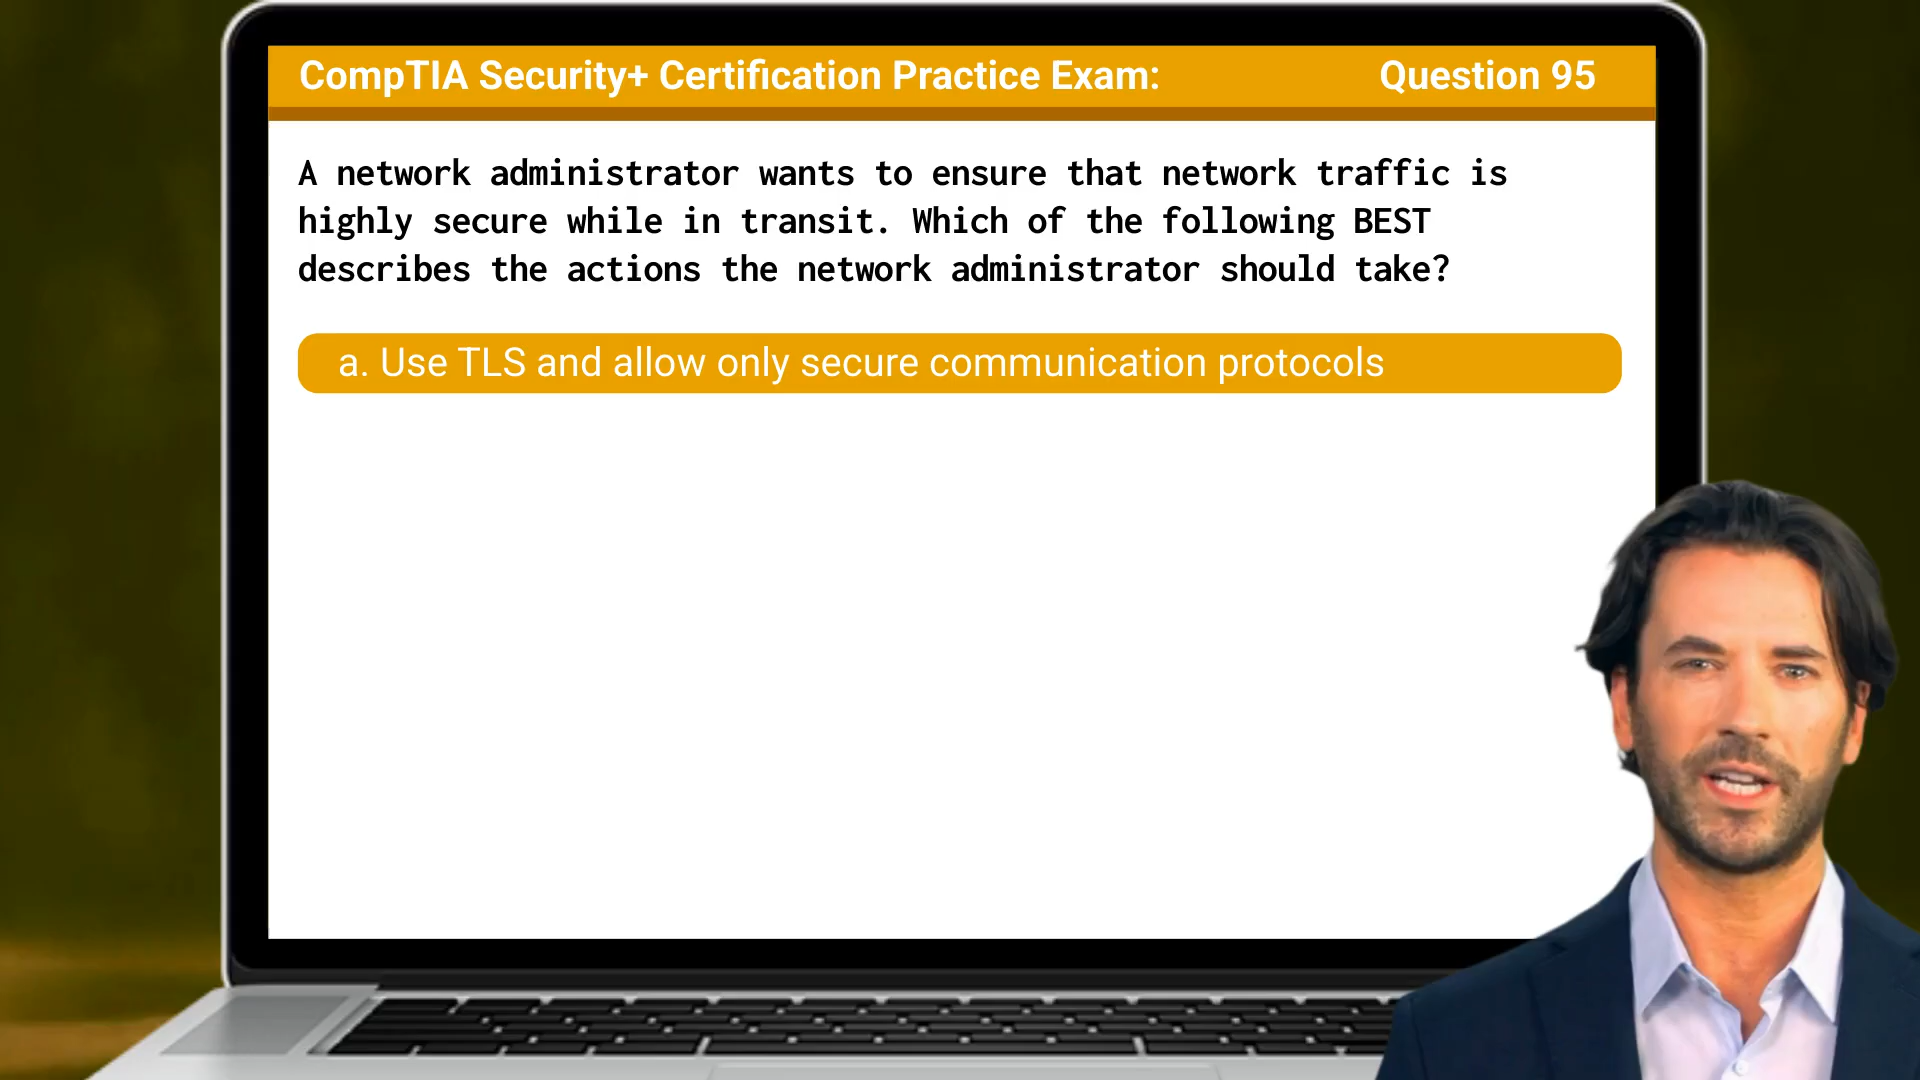 CompTIA Security+ Certification Practice Exam: Question 95
A network administrator wants to ensure that network traffic is
highly secure while in transit. Which of the following BEST
describes the actions the network administrator should take?
a. Use TLS and allow only secure communication protocols